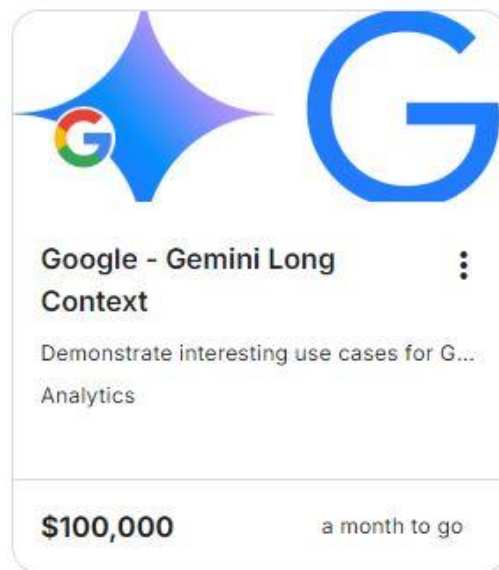 Google - Gemini Long
Context
Demonstrate interesting use cases for G...
Analytics
$100,000
a month to go